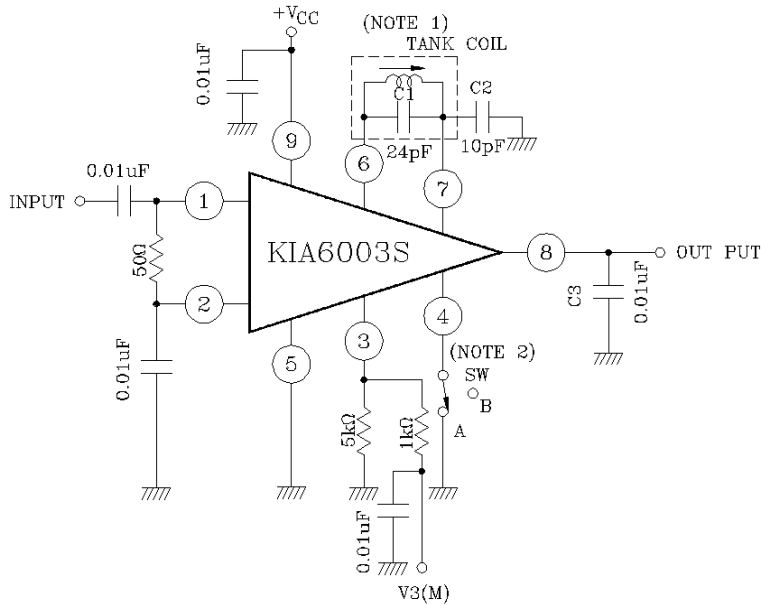 +VCC
(NOTE 1)
TANK COIL
0.01uF
C1
C2
9
24pF
10pF
6
7
0.01uF
INPUT
1
KIA6003S
8
OUT PUT
50Ω
2
C3
0.01uF
3
4
(NOTE 2)
5
0.01uF
SW
B
A
5kΩ
1kΩ
0.01uF
V3(M)